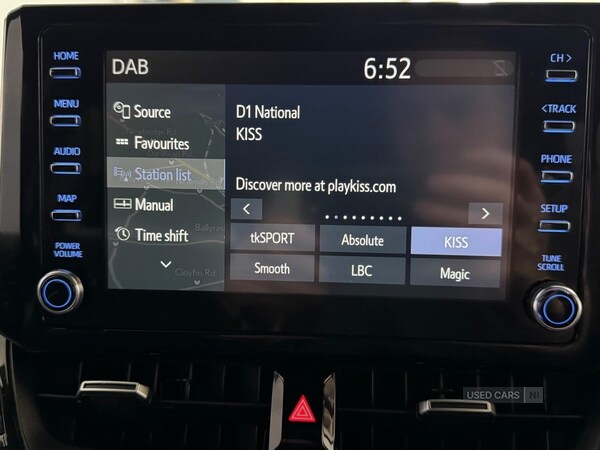 HOME
MENU
AUDIO
MAP
POWER
VOLUME
DAB
6:52
Source
Favourites
Station list
Manual
Time shift
D1 National
KISS
Discover more at playkiss.com
tkSPORT
Absolute
KISS
Smooth
LBC
Magic
CH >
< TRACK
PHONE
SETUP
TUNE
SCROLL
USED CARS NI